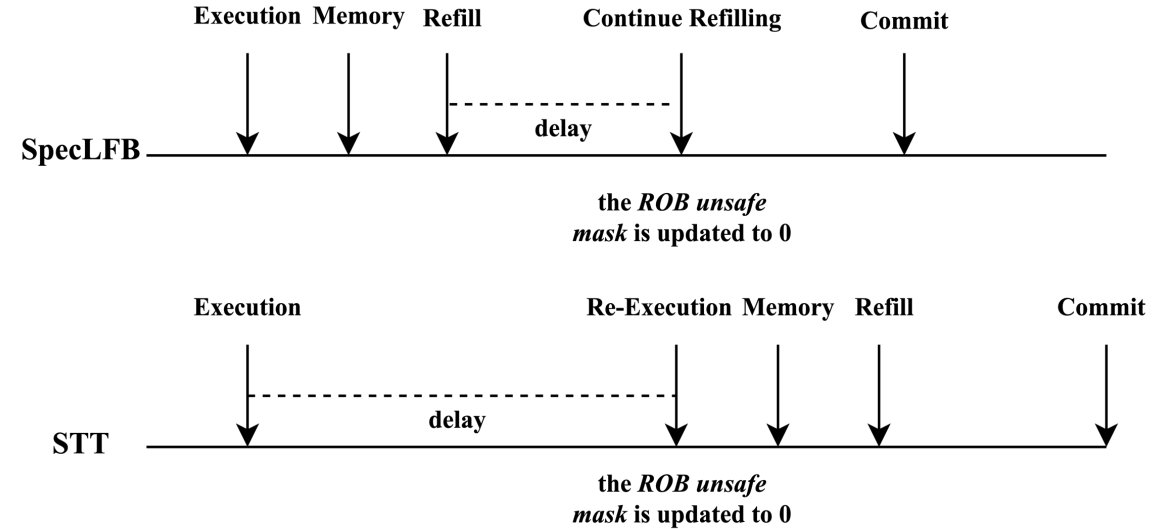 Execution Memory Refill Continue Refilling Commit
delay
SpecLFB
the ROB unsafe
mask is updated to 0
Execution Re-Execution Memory Refill Commit
delay
STT
the ROB unsafe
mask is updated to 0